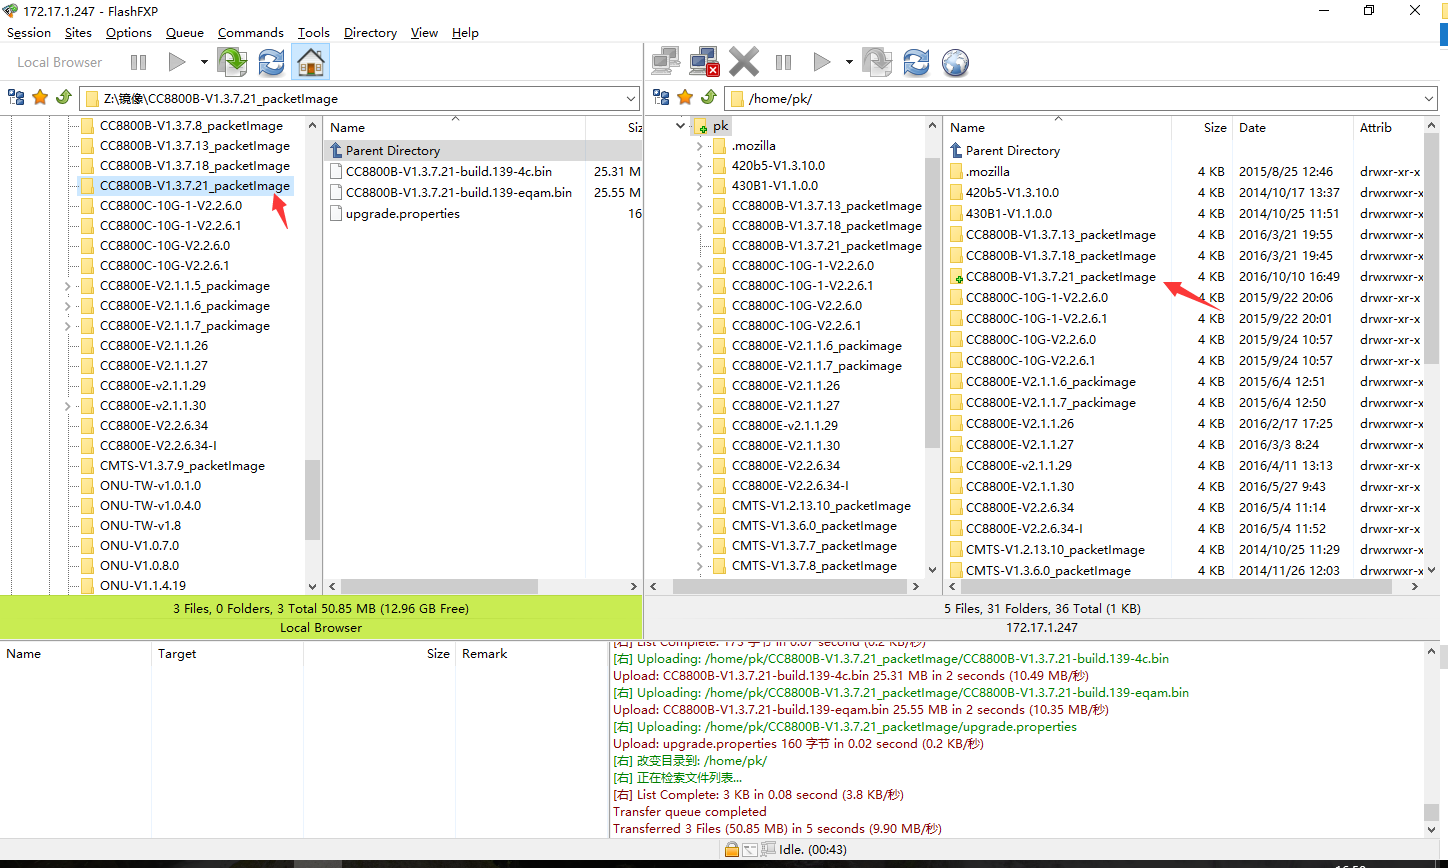 172.17.1.247 - FlashFXP
Session Sites Options Queue Commands Tools Directory View Help
Local Browser
Z:\镜像\CC8800B-V1.3.7.21_packetImage
CC8800B-V1.3.7.8_packetImage
CC8800B-V1.3.7.13_packetImage
CC8800B-V1.3.7.18_packetImage
CC8800B-V1.3.7.21_packetImage
CC8800C-10G-1-V2.2.6.0
CC8800C-10G-1-V2.2.6.1
CC8800C-10G-V2.2.6.0
CC8800C-10G-V2.2.6.1
CC8800E-V2.1.1.5_packimage
CC8800E-V2.1.1.6_packimage
CC8800E-V2.1.1.7_packimage
CC8800E-V2.1.1.26
CC8800E-V2.1.1.27
CC8800E-v2.1.1.29
CC8800E-v2.1.1.30
CC8800E-V2.2.6.34
CC8800E-V2.2.6.34-I
CMTS-V1.3.7.9_packetImage
ONU-TW-v1.0.1.0
ONU-TW-v1.0.4.0
ONU-TW-v1.8
ONU-V1.0.7.0
ONU-V1.0.8.0
ONU-V1.1.4.19
Name Siz
Parent Directory
CC8800B-V1.3.7.21-build.139-4c.bin 25.31 M
CC8800B-V1.3.7.21-build.139-eqam.bin 25.55 M
upgrade.properties 16
3 Files, 0 Folders, 3 Total 50.85 MB (12.96 GB Free)
Local Browser
/home/pk/
pk
.mozilla
420b5-V1.3.10.0
430B1-V1.1.0.0
CC8800B-V1.3.7.13_packetImage
CC8800B-V1.3.7.18_packetImage
CC8800B-V1.3.7.21_packetImage
CC8800C-10G-1-V2.2.6.0
CC8800C-10G-1-V2.2.6.1
CC8800C-10G-V2.2.6.0
CC8800C-10G-V2.2.6.1
CC8800E-V2.1.1.6_packimage
CC8800E-V2.1.1.7_packimage
CC8800E-V2.1.1.26
CC8800E-V2.1.1.27
CC8800E-v2.1.1.29
CC8800E-V2.1.1.30
CC8800E-V2.2.6.34
CC8800E-V2.2.6.34-I
CMTS-V1.2.13.10_packetImage
CMTS-V1.3.6.0_packetImage
CMTS-V1.3.7.7_packetImage
CMTS-V1.3.7.8_packetImage
Name Size Date Attrib
Parent Directory
.mozilla 4 KB 2015/8/25 12:46 drwxr-xr-x
420b5-V1.3.10.0 4 KB 2014/10/17 13:37 drwxr-xr-x
430B1-V1.1.0.0 4 KB 2014/10/25 11:51 drwxr-xr-x
CC8800B-V1.3.7.13_packetImage 4 KB 2016/3/21 19:55 drwxr-xr-x
CC8800B-V1.3.7.18_packetImage 4 KB 2016/3/21 19:45 drwxr-xr-x
CC8800B-V1.3.7.21_packetImage 4 KB 2016/10/10 16:49 drwxr-xr-x
CC8800C-10G-1-V2.2.6.0 4 KB 2015/9/22 20:06 drwxr-xr-x
CC8800C-10G-1-V2.2.6.1 4 KB 2015/9/22 20:01 drwxr-xr-x
CC8800C-10G-V2.2.6.0 4 KB 2015/9/24 10:57 drwxr-xr-x
CC8800C-10G-V2.2.6.1 4 KB 2015/9/24 10:57 drwxr-xr-x
CC8800E-V2.1.1.6_packimage 4 KB 2015/6/4 12:51 drwxr-xr-x
CC8800E-V2.1.1.7_packimage 4 KB 2015/6/4 12:50 drwxr-xr-x
CC8800E-V2.1.1.26 4 KB 2016/2/17 17:25 drwxr-xr-x
CC8800E-V2.1.1.27 4 KB 2016/3/3 8:24 drwxr-xr-x
CC8800E-v2.1.1.29 4 KB 2016/4/11 13:13 drwxr-xr-x
CC8800E-V2.1.1.30 4 KB 2016/5/27 9:43 drwxr-xr-x
CC8800E-V2.2.6.34 4 KB 2016/5/4 11:14 drwxr-xr-x
CC8800E-V2.2.6.34-I 4 KB 2016/5/4 11:52 drwxr-xr-x
CMTS-V1.2.13.10_packetImage 4 KB 2014/10/25 11:29 drwxr-xr-x
CMTS-V1.3.6.0_packetImage 4 KB 2014/11/26 12:03 drwxr-xr-x
5 Files, 31 Folders, 36 Total (1 KB)
172.17.1.247
Name Target Size Remark
[右] List Complete: 173 字节 in 0.07 second (0.2 KB/秒)
[右] Uploading: /home/pk/CC8800B-V1.3.7.21_packetImage/CC8800B-V1.3.7.21-build.139-4c.bin
Upload: CC8800B-V1.3.7.21-build.139-4c.bin 25.31 MB in 2 seconds (10.49 MB/秒)
[右] Uploading: /home/pk/CC8800B-V1.3.7.21_packetImage/CC8800B-V1.3.7.21-build.139-eqam.bin
Upload: CC8800B-V1.3.7.21-build.139-eqam.bin 25.55 MB in 2 seconds (10.35 MB/秒)
[右] Uploading: /home/pk/CC8800B-V1.3.7.21_packetImage/upgrade.properties
Upload: upgrade.properties 160 字节 in 0.02 second (0.2 KB/秒)
[右] 改变目录到: /home/pk/
[右] 正在检索文件列表...
[右] List Complete: 3 KB in 0.08 second (3.8 KB/秒)
Transfer queue completed
Transferred 3 Files (50.85 MB) in 5 seconds (9.90 MB/秒)
Idle. (00:43)